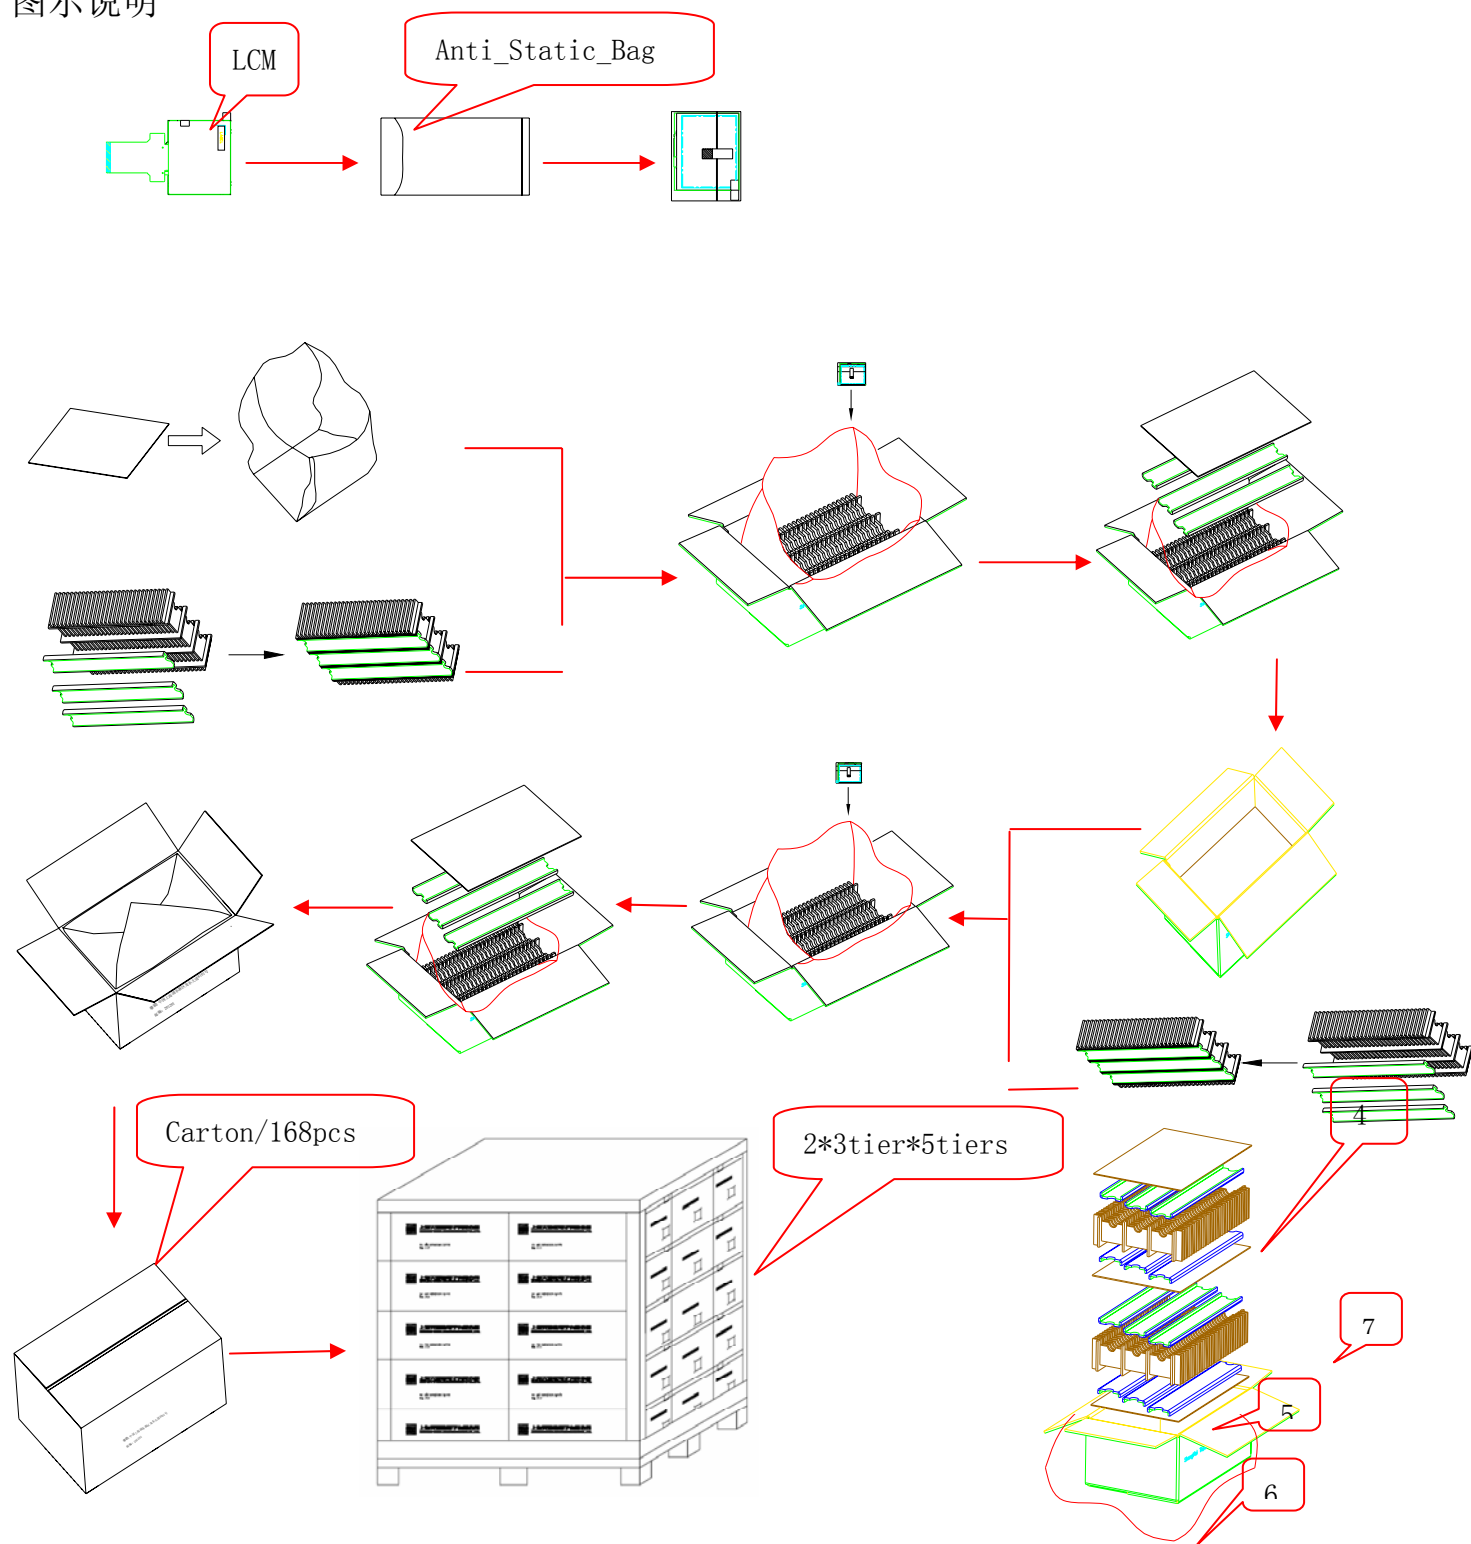 图示说明
LCM
Anti_Static_Bag
Carton/168pcs
2*3tier*5tiers
4
7
5
6